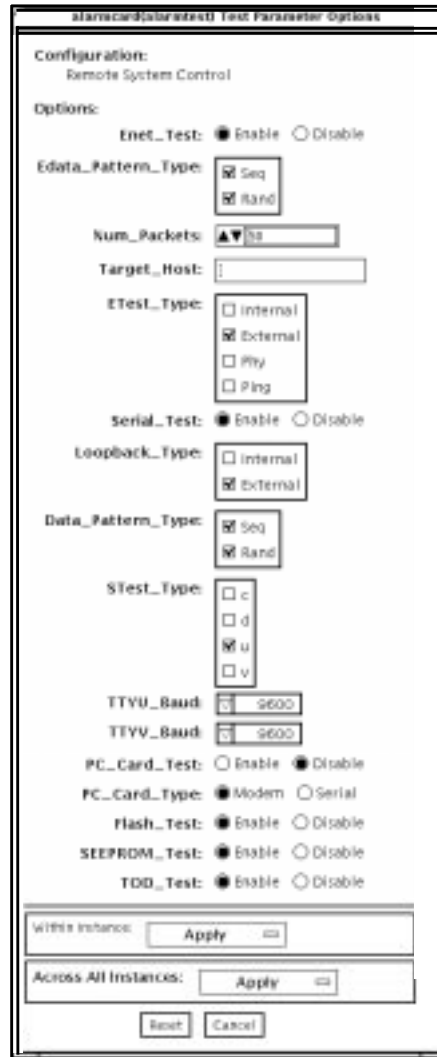 alarmcard(alarmtest) Test Parameter Options
Configuration:
Remote System Control
Options:
Enet_Test: Enable Disable
Edata_Pattern_Type: Seq
Rand
Num_Packets:
Target_Host:
ETest_Type: Internal
External
Phy
Ping
Serial_Test: Enable Disable
Loopback_Type: Internal
External
Data_Pattern_Type: Seq
Rand
STest_Type: c
d
u
v
TTYU_Baud: 9600
TTYV_Baud: 9600
PC_Card_Test: Enable Disable
PC_Card_Type: Modem Serial
Flash_Test: Enable Disable
SEEPROM_Test: Enable Disable
TOD_Test: Enable Disable
Within Instance: Apply
Across All Instances: Apply
Reset Cancel